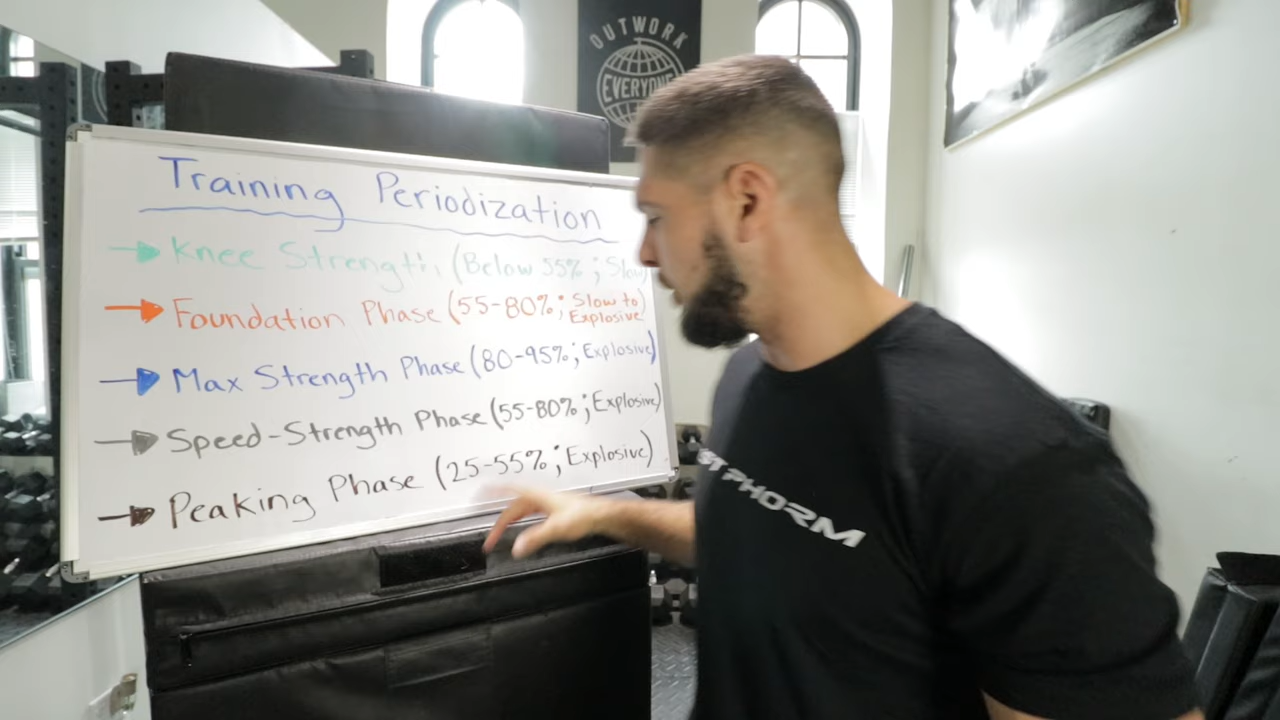 OUTWORK
EVERYONE
Training Periodization
Knee Strength (Below 55%; Slow
Foundation Phase (55-80%; Slow to Explosive)
Max Strength Phase (80-95%; Explosive)
Speed-Strength Phase (55-80%; Explosive)
Peaking Phase (25-55%; Explosive)
ST PHORM